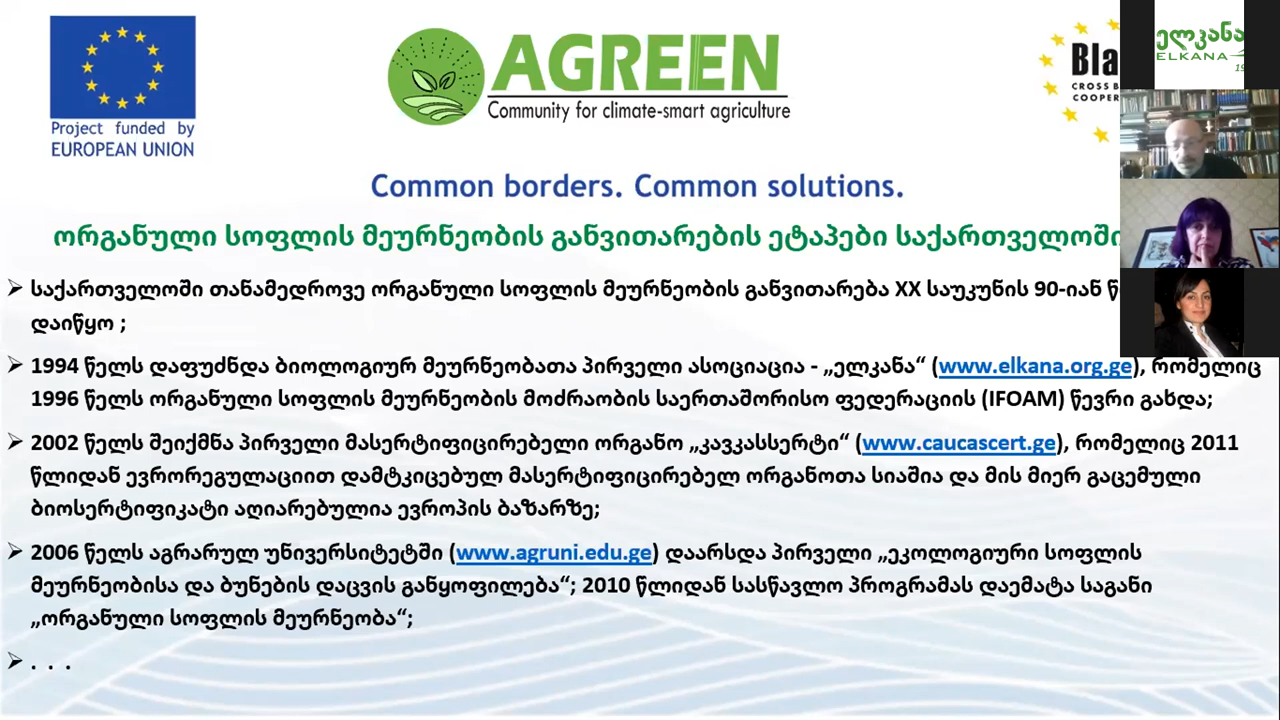 Project funded by
EUROPEAN UNION
AGREEN
Community for climate-smart agriculture
CROSS
ელკანა
ELKANA
Common borders. Common solutions.
ორგანული სოფლის მეურნეობის განვითარების ეტაპები საქართველოში
➢ საქართველოში თანამედროვე ორგანული სოფლის მეურნეობის განვითარება XX საუკუნის 90-იან
დაიწყო ;
➢ 1994 წელს დაფუძნდა ბიოლოგიურ მეურნეობათა პირველი ასოციაცია - „ელკანა“ (www.elkana.org.ge), რომელიც
1996 წელს ორგანული სოფლის მეურნეობის მოძრაობის საერთაშორისო ფედერაციის (IFOAM) წევრი გახდა;
➢ 2002 წელს შეიქმნა პირველი მასერტიფიცირებელი ორგანო „კავკასსერტი“ (www.caucascert.ge), რომელიც 2011
წლიდან ევრორეგულაციით დამტკიცებულ მასერტიფიცირებელ ორგანოთა სიაშია და მის მიერ გაცემული
ბიოსერტიფიკატი აღიარებულია ევროპის ბაზარზე;
➢ 2006 წელს აგრარულ უნივერსიტეტში (www.agruni.edu.ge) დაარსდა პირველი „ეკოლოგიური სოფლის
მეურნეობისა და ბუნების დაცვის განყოფილება“; 2010 წლიდან სასწავლო პროგრამას დაემატა საგანი
„ორგანული სოფლის მეურნეობა“;
➢ . . .